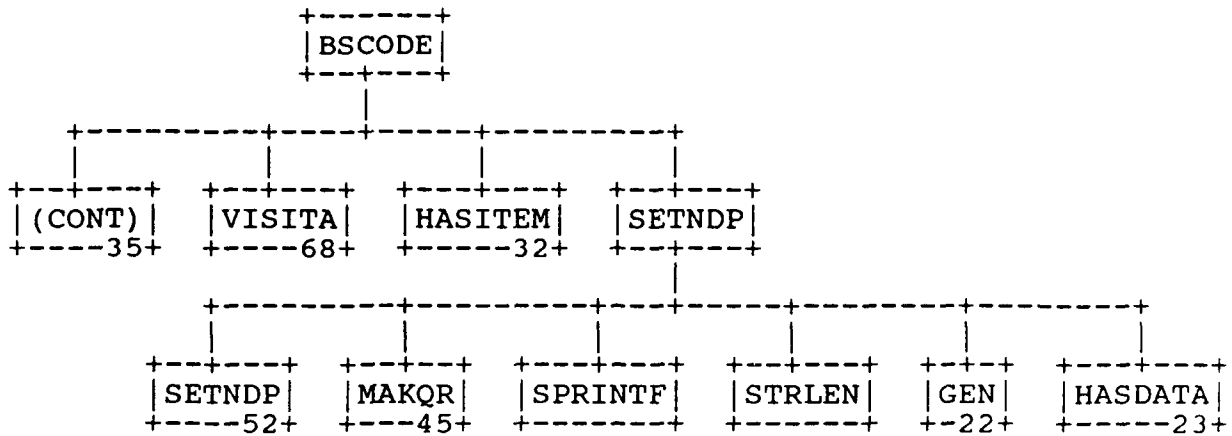 BSCODE
(CONT) VISITA HASITEM SETNDP
35 68 32
SETNDP MAKQR SPRINTF STRLEN GEN HASDATA
52 45 22 23